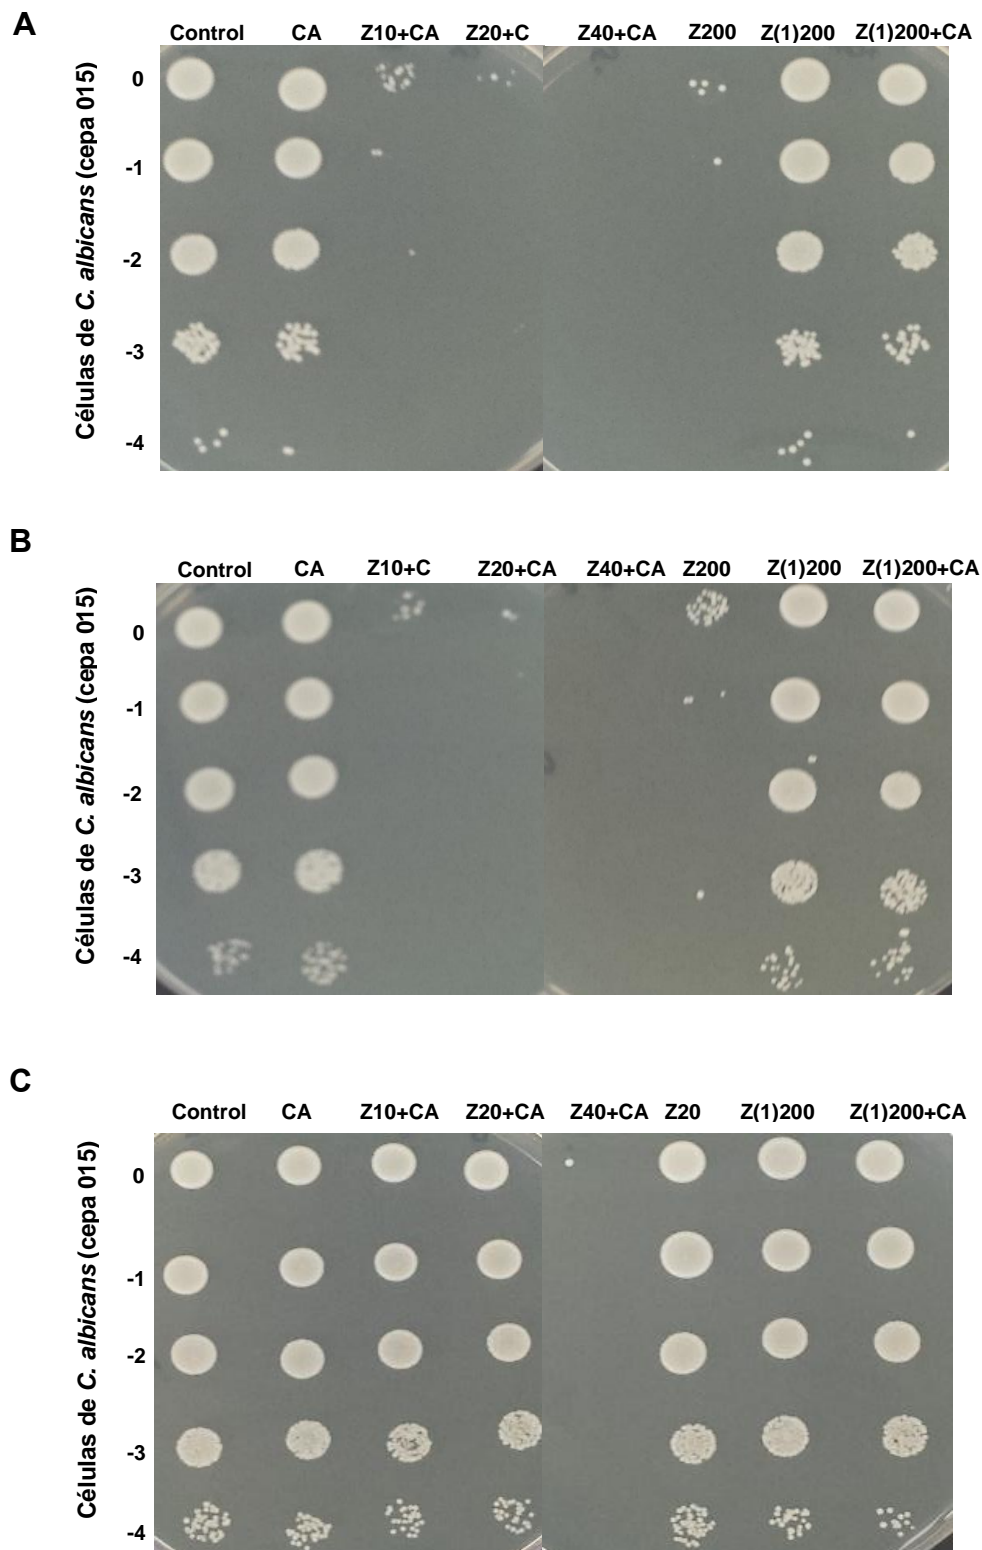 A
Control CA Z10+CA Z20+C Z40+CA Z200 Z(1)200 Z(1)200+CA
Células de C. albicans (cepa 015)
0
-1
-2
-3
-4
B
Control CA Z10+C Z20+CA Z40+CA Z200 Z(1)200 Z(1)200+CA
Células de C. albicans (cepa 015)
0
-1
-2
-3
-4
C
Control CA Z10+CA Z20+CA Z40+CA Z20 Z(1)200 Z(1)200+CA
Células de C. albicans (cepa 015)
0
-1
-2
-3
-4